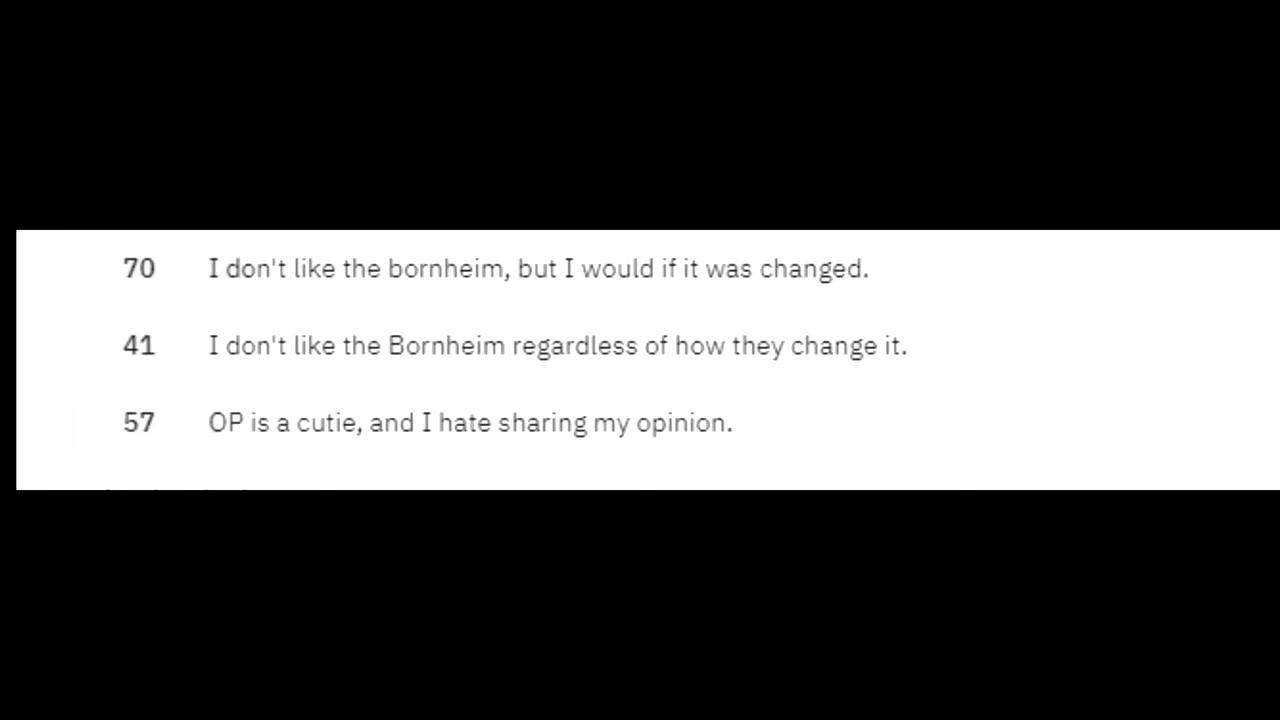 70 I don't like the bornheim, but I would if it was changed.
41 I don't like the Bornheim regardless of how they change it.
57 OP is a cutie, and I hate sharing my opinion.